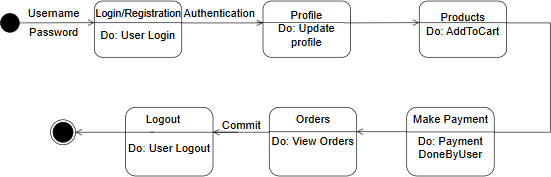 Username
Password
Login/Registration
Do: User Login
Authentication
Profile
Do: Update
profile
Products
Do: AddToCart
Logout
Do: User Logout
Commit
Orders
Do: View Orders
Make Payment
Do: Payment
DoneByUser